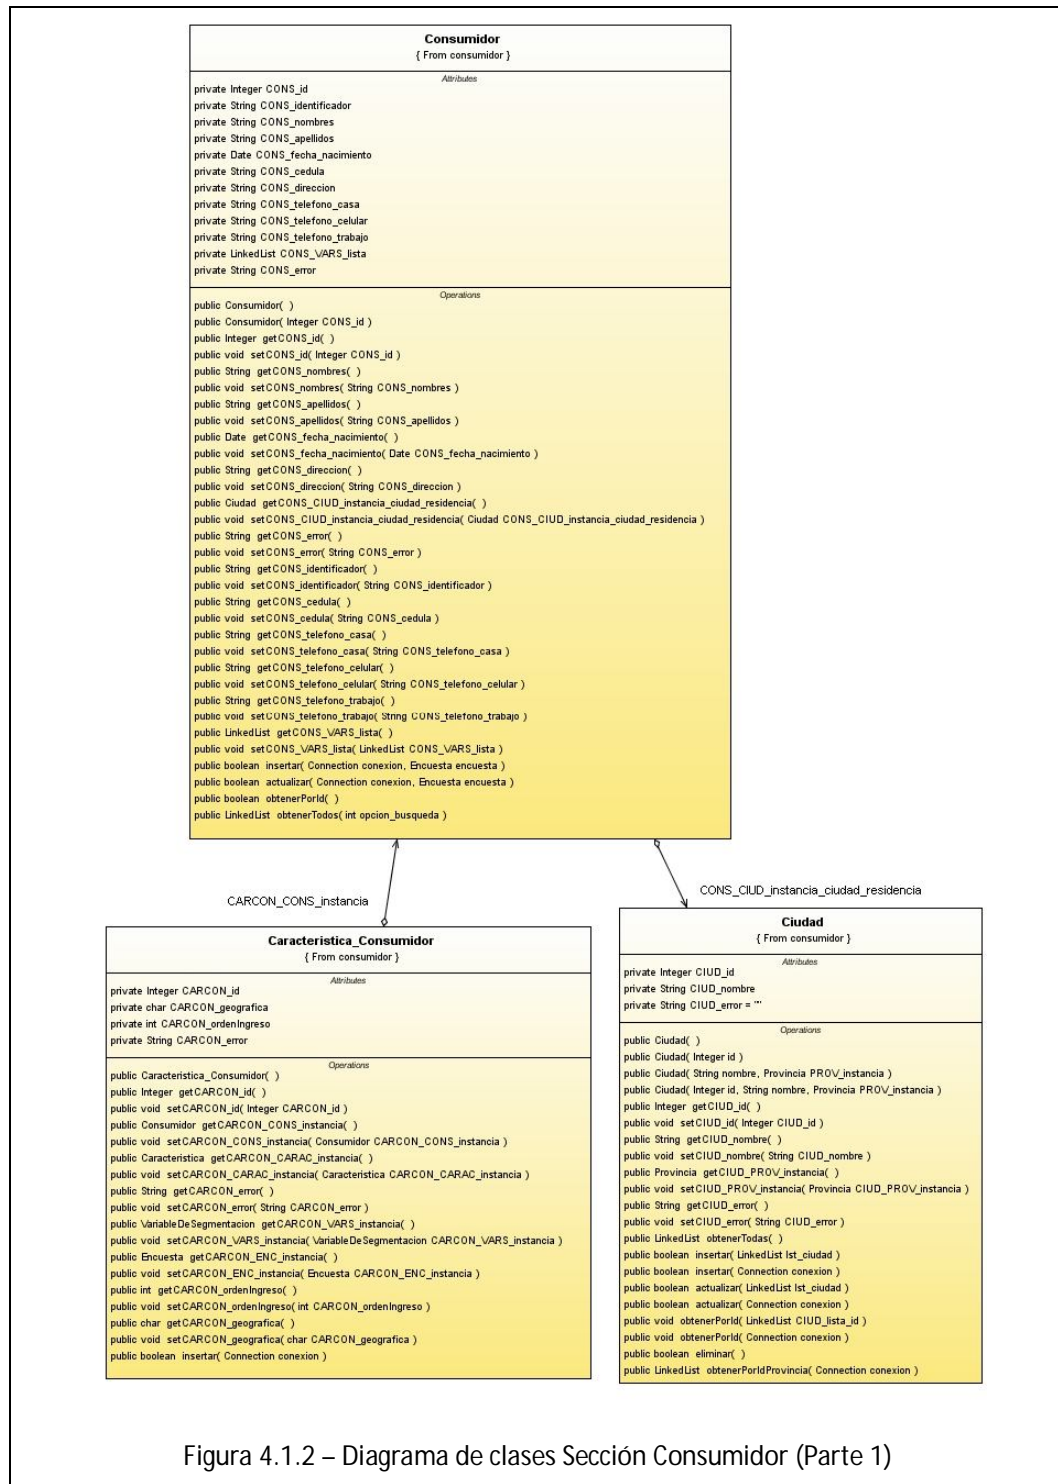 Consumidor
{ From consumidor }
Attributes
private Integer CONS_id
private String CONS_identificador
private String CONS_nombres
private String CONS_apellidos
private Date CONS_fecha_nacimiento
private String CONS_cedula
private String CONS_direccion
private String CONS_telefono_casa
private String CONS_telefono_celular
private String CONS_telefono_trabajo
private LinkedList CONS_VARS_lista
private String CONS_error
Operations
public Consumidor( )
public Consumidor( Integer CONS_id )
public Integer getCONS_id( )
public void setCONS_id( Integer CONS_id )
public String getCONS_nombres( )
public void setCONS_nombres( String CONS_nombres )
public String getCONS_apellidos( )
public void setCONS_apellidos( String CONS_apellidos )
public Date getCONS_fecha_nacimiento( )
public void setCONS_fecha_nacimiento( Date CONS_fecha_nacimiento )
public String getCONS_direccion( )
public void setCONS_direccion( String CONS_direccion )
public Ciudad getCONS_CIUD_instancia_ciudad_residencia( )
public void setCONS_CIUD_instancia_ciudad_residencia( Ciudad CONS_CIUD_instancia_ciudad_residencia )
public String getCONS_error( )
public void setCONS_error( String CONS_error )
public String getCONS_identificador( )
public void setCONS_identificador( String CONS_identificador )
public String getCONS_cedula( )
public void setCONS_cedula( String CONS_cedula )
public String getCONS_telefono_casa( )
public void setCONS_telefono_casa( String CONS_telefono_casa )
public String getCONS_telefono_celular( )
public void setCONS_telefono_celular( String CONS_telefono_celular )
public String getCONS_telefono_trabajo( )
public void setCONS_telefono_trabajo( String CONS_telefono_trabajo )
public LinkedList getCONS_VARS_lista( )
public void setCONS_VARS_lista( LinkedList CONS_VARS_lista )
public boolean insertar( Connection conexion, Encuesta encuesta )
public boolean actualizar( Connection conexion, Encuesta encuesta )
public boolean obtenerPorId( )
public LinkedList obtenerTodos( int opcion_busqueda )
CARCON_CONS_instancia
CONS_CIUD_instancia_ciudad_residencia
Caracteristica_Consumidor
{ From consumidor }
Attributes
private Integer CARCON_id
private char CARCON_geografica
private int CARCON_ordenIngreso
private String CARCON_error
Operations
public Caracteristica_Consumidor( )
public Integer getCARCON_id( )
public void setCARCON_id( Integer CARCON_id )
public Consumidor getCARCON_CONS_instancia( )
public void setCARCON_CONS_instancia( Consumidor CARCON_CONS_instancia )
public Caracteristica getCARCON_CARAC_instancia( )
public void setCARCON_CARAC_instancia( Caracteristica CARCON_CARAC_instancia )
public String getCARCON_error( )
public void setCARCON_error( String CARCON_error )
public VariableDeSegmentacion getCARCON_VARS_instancia( )
public void setCARCON_VARS_instancia( VariableDeSegmentacion CARCON_VARS_instancia )
public Encuesta getCARCON_ENC_instancia( )
public void setCARCON_ENC_instancia( Encuesta CARCON_ENC_instancia )
public int getCARCON_ordenIngreso( )
public void setCARCON_ordenIngreso( int CARCON_ordenIngreso )
public char getCARCON_geografica( )
public void setCARCON_geografica( char CARCON_geografica )
public boolean insertar( Connection conexion )
Ciudad
{ From consumidor }
Attributes
private Integer CIUD_id
private String CIUD_nombre
private String CIUD_error = ""
Operations
public Ciudad( )
public Ciudad( Integer id )
public Ciudad( String nombre, Provincia PROV_instancia )
public Ciudad( Integer id, String nombre, Provincia PROV_instancia )
public Integer getCIUD_id( )
public void setCIUD_id( Integer CIUD_id )
public String getCIUD_nombre( )
public void setCIUD_nombre( String CIUD_nombre )
public Provincia getCIUD_PROV_instancia( )
public void setCIUD_PROV_instancia( Provincia CIUD_PROV_instancia )
public String getCIUD_error( )
public void setCIUD_error( String CIUD_error )
public LinkedList obtenerTodas( )
public boolean insertar( LinkedList lst_ciudad )
public boolean insertar( Connection conexion )
public boolean actualizar( LinkedList lst_ciudad )
public boolean actualizar( Connection conexion )
public void obtenerPorId( LinkedList CIUD_lista_id )
public void obtenerPorId( Connection conexion )
public boolean eliminar( )
public LinkedList obtenerPorIdProvincia( Connection conexion )
Figura 4.1.2 – Diagrama de clases Sección Consumidor (Parte 1)